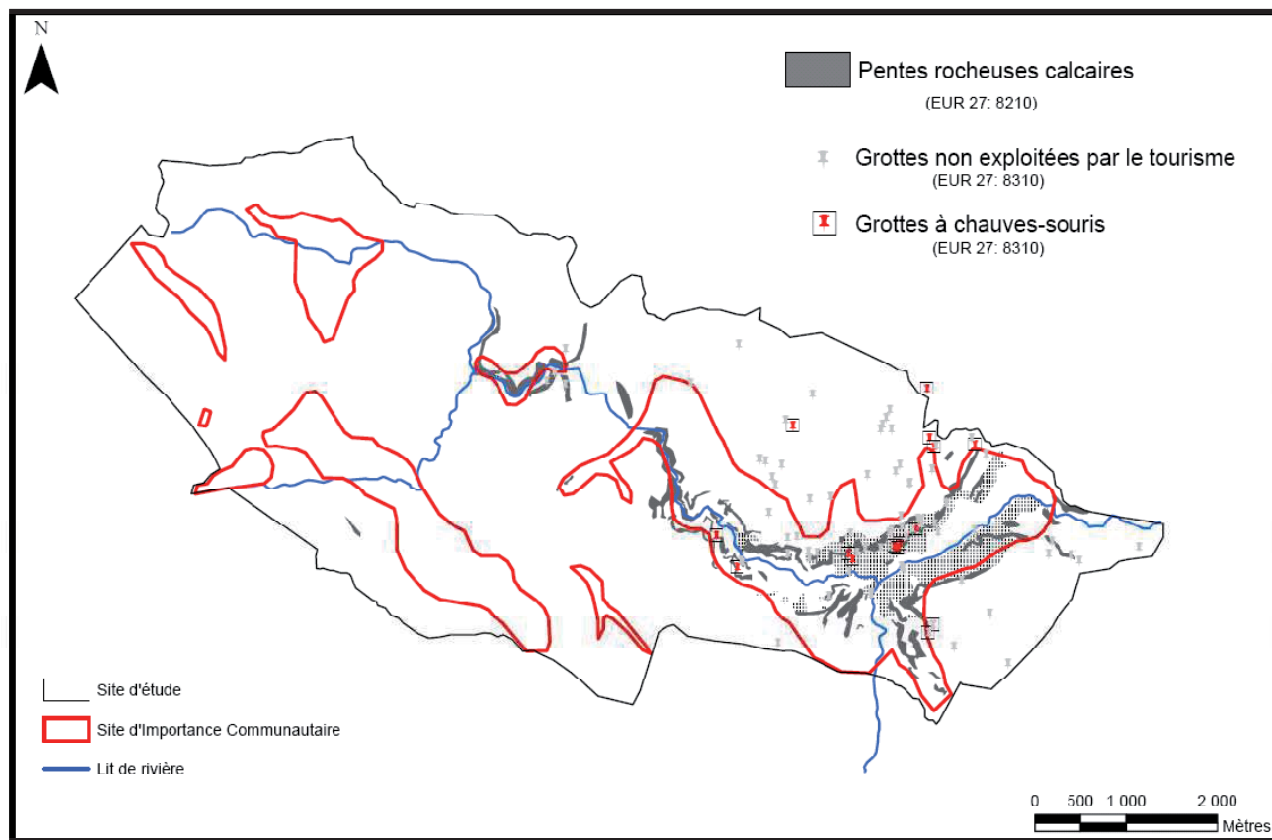 N
Pentes rocheuses calcaires
(EUR 27: 8210)
Grottes non exploitées par le tourisme
(EUR 27: 8310)
Grottes à chauves-souris
(EUR 27: 8310)
Site d'étude
Site d'Importance Communautaire
Lit de rivière
0 500 1 000 2 000
Mètres